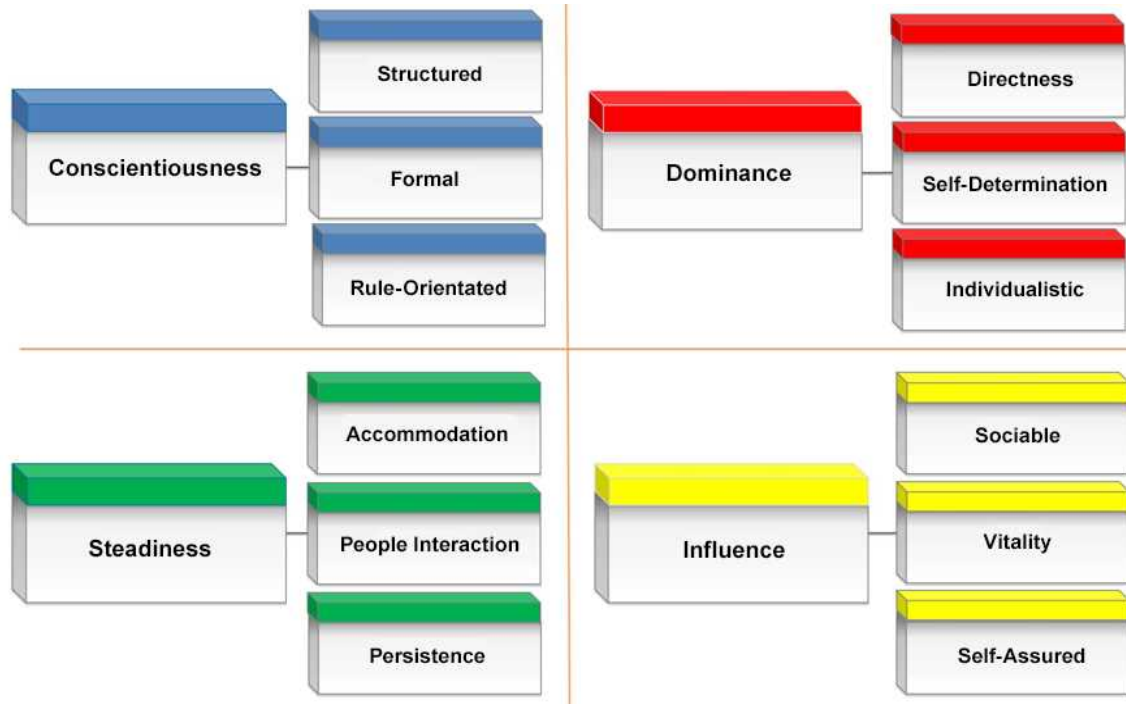 Conscientiousness
Structured
Formal
Rule-Orientated
Dominance
Directness
Self-Determination
Individualistic
Steadiness
Accommodation
People Interaction
Persistence
Influence
Sociable
Vitality
Self-Assured